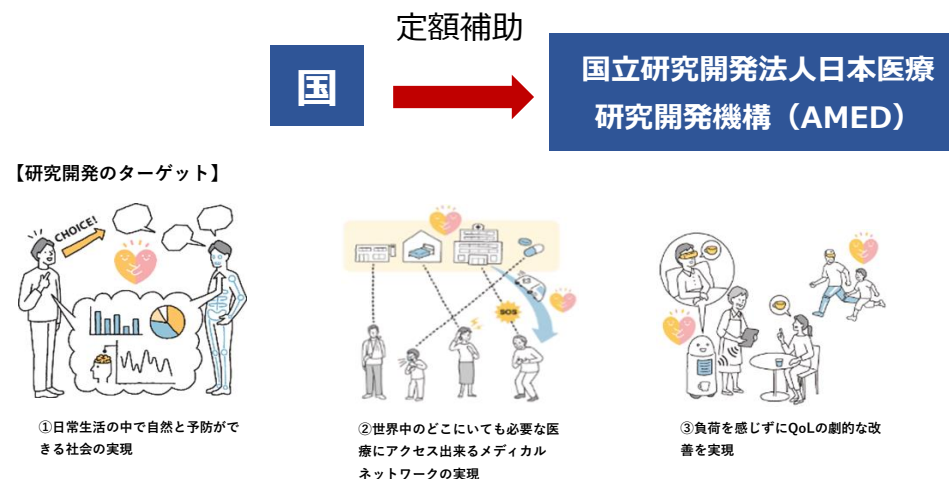 定額補助
国
国立研究開発法人日本医療
研究開発機構（AMED）
【研究開発のターゲット】
CHOICE!
SOS
①日常生活の中で自然と予防がで
きる社会の実現
②世界中のどこにいても必要な医
療にアクセス出来るメディカル
ネットワークの実現
③負荷を感じずにQoLの劇的な改
善を実現